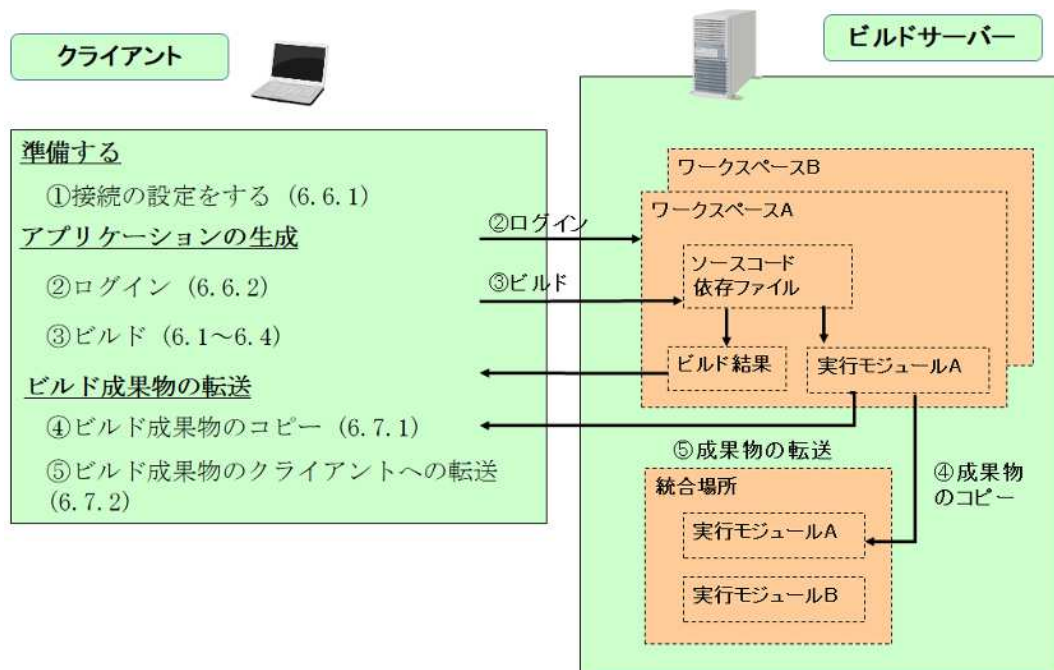 クライアント
ビルドサーバー
準備する
①接続の設定をする (6.6.1)
アプリケーションの生成
②ログイン (6.6.2)
③ビルド (6.1～6.4)
ビルド成果物の転送
④ビルド成果物のコピー (6.7.1)
⑤ビルド成果物のクライアントへの転送
(6.7.2)
②ログイン
③ビルド
ワークスペースB
ワークスペースA
ソースコード
依存ファイル
ビルド結果
実行モジュールA
⑤成果物の転送
④成果物
のコピー
統合場所
実行モジュールA
実行モジュールB